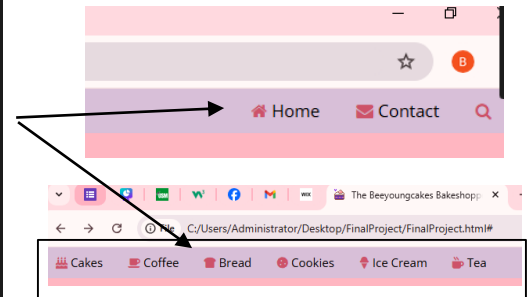 B
Home Contact
The Beeyoungcakes Bakeshopp
File C:/Users/Administrator/Desktop/FinalProject/FinalProject.html#
Cakes Coffee Bread Cookies Ice Cream Tea